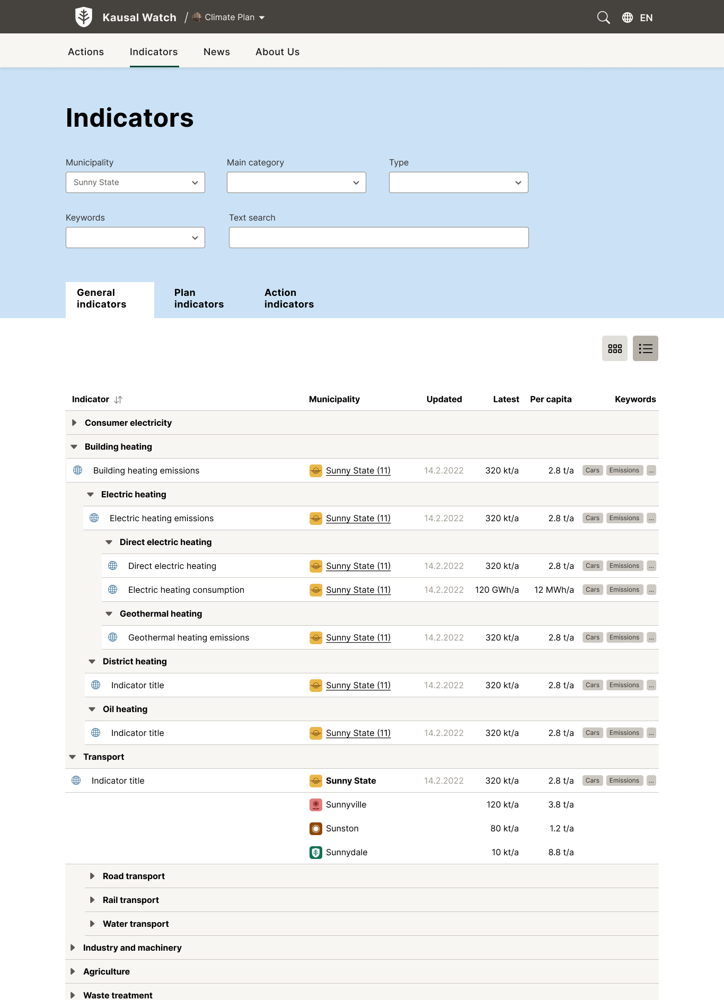 Kausal Watch / Climate Plan EN
Actions Indicators News About Us
Indicators
Municipality Main category Type
Sunny State
Keywords Text search
General indicators Plan indicators Action indicators
Indicator Municipality Updated Latest Per capita Keywords
Consumer electricity
Building heating
Building heating emissions Sunny State (11) 14.2.2022 320 kt/a 2.8 t/a Cars Emissions ...
Electric heating
Electric heating emissions Sunny State (11) 14.2.2022 320 kt/a 2.8 t/a Cars Emissions ...
Direct electric heating
Direct electric heating Sunny State (11) 14.2.2022 320 kt/a 2.8 t/a Cars Emissions ...
Electric heating consumption Sunny State (11) 14.2.2022 120 GWh/a 12 MWh/a Cars Emissions ...
Geothermal heating
Geothermal heating emissions Sunny State (11) 14.2.2022 320 kt/a 2.8 t/a Cars Emissions ...
District heating
Indicator title Sunny State (11) 14.2.2022 320 kt/a 2.8 t/a Cars Emissions ...
Oil heating
Indicator title Sunny State (11) 14.2.2022 320 kt/a 2.8 t/a Cars Emissions ...
Transport
Indicator title Sunny State 14.2.2022 320 kt/a 2.8 t/a Cars Emissions ...
Sunnyville 120 kt/a 3.8 t/a
Sunston 80 kt/a 1.2 t/a
Sunnydale 10 kt/a 8.8 t/a
Road transport
Rail transport
Water transport
Industry and machinery
Agriculture
Waste treatment